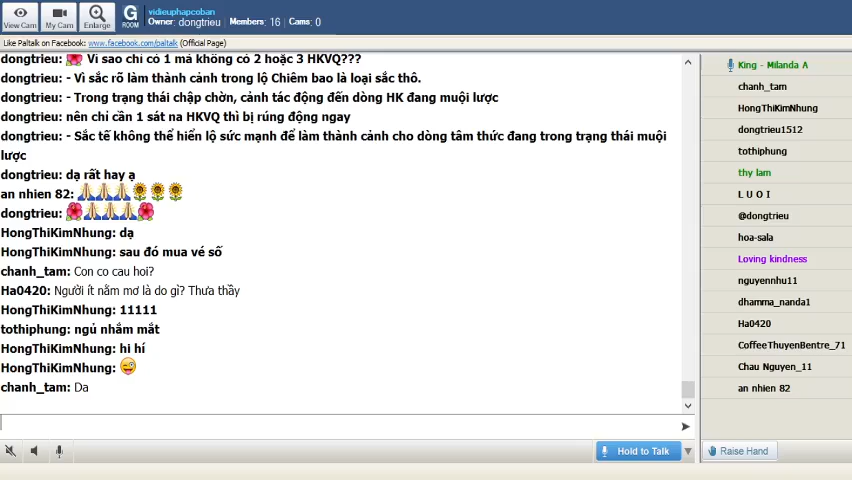 View Cam
My Cam
Enlarge
G
ROOM
vidieuphapcoban
Owner: dongtrieu Members: 16 Cams: 0
Like Paltalk on Facebook: www.facebook.com/paltalk (Official Page)
dongtrieu: Vì sao chỉ có 1 mà không có 2 hoặc 3 HKVQ???
dongtrieu: - Vì sắc rõ làm thành cảnh trong lộ Chiêm bao là loại sắc thô.
dongtrieu: - Trong trạng thái chập chờn, cảnh tác động đến dòng HK đang muội lược
dongtrieu: nên chỉ cần 1 sát na HKVQ thì bị rúng động ngay
dongtrieu: - Sắc tế không thể hiển lộ sức mạnh để làm thành cảnh cho dòng tâm thức đang trong trạng thái muội
lược
dongtrieu: dạ rất hay ạ
an nhien 82:
dongtrieu:
HongThiKimNhung: dạ
HongThiKimNhung: sau đó mua vé số
chanh_tam: Con co cau hoi?
Ha0420: Người ít nằm mơ là do gì? Thưa thầy
HongThiKimNhung: 11111
tothiphung: ngủ nhắm mắt
HongThiKimNhung: hi hí
HongThiKimNhung:
chanh_tam: Da
Hold to Talk
King - Milanda A
chanh_tam
HongThiKimNhung
dongtrieu1512
tothiphung
thy lam
L U O I
@dongtrieu
hoa-sala
Loving kindness
nguyennhu11
dhamma_nanda1
Ha0420
CoffeeThuyenBentre_71
Chau Nguyen_11
an nhien 82
Raise Hand